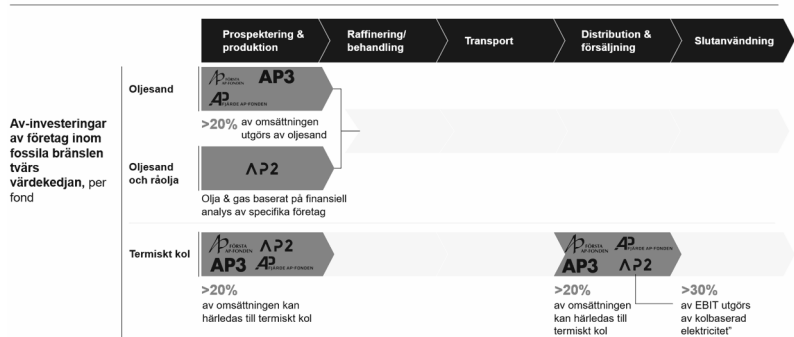 Prospektering &
produktion
Raffinering/
behandling
Transport
Distribution &
försäljning
Slutanvändning
Av-investeringar
av företag inom
fossila bränslen
tvärs
värdekedjan, per
fond
Oljesand
AP FÖRSTA
AP-FONDEN
AP3
AP FJÄRDE AP-FONDEN
>20% av omsättningen
utgörs av oljesand
Oljesand
och råolja
AP2
Olja & gas baserat på finansiell
analys av specifika företag
Termiskt kol
AP FÖRSTA
AP-FONDEN
AP2
AP3
AP FJÄRDE AP-FONDEN
>20%
av omsättningen kan
härledas till termiskt kol
AP FÖRSTA
AP-FONDEN
AP FJÄRDE AP-FONDEN
AP3
AP2
>20%
av omsättningen
kan härledas till
termiskt kol
>30%
av EBIT utgörs
av kolbaserad
elektricitet”